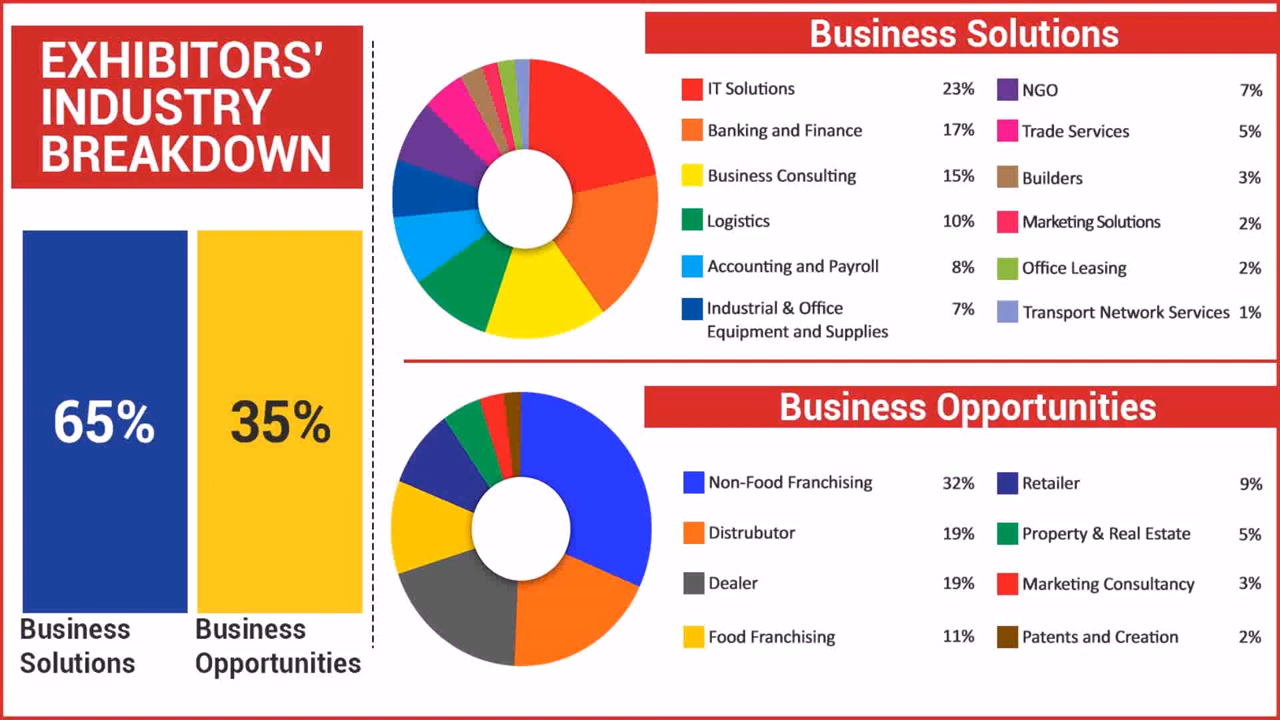 EXHIBITORS'
INDUSTRY
BREAKDOWN
65%
35%
Business
Solutions
Business
Opportunities
Business Solutions
IT Solutions 23%
Banking and Finance 17%
Business Consulting 15%
Logistics 10%
Accounting and Payroll 8%
Industrial & Office 7%
Equipment and Supplies
NGO 7%
Trade Services 5%
Builders 3%
Marketing Solutions 2%
Office Leasing 2%
Transport Network Services 1%
Business Opportunities
Non-Food Franchising 32%
Distrubutor 19%
Dealer 19%
Food Franchising 11%
Retailer 9%
Property & Real Estate 5%
Marketing Consultancy 3%
Patents and Creation 2%